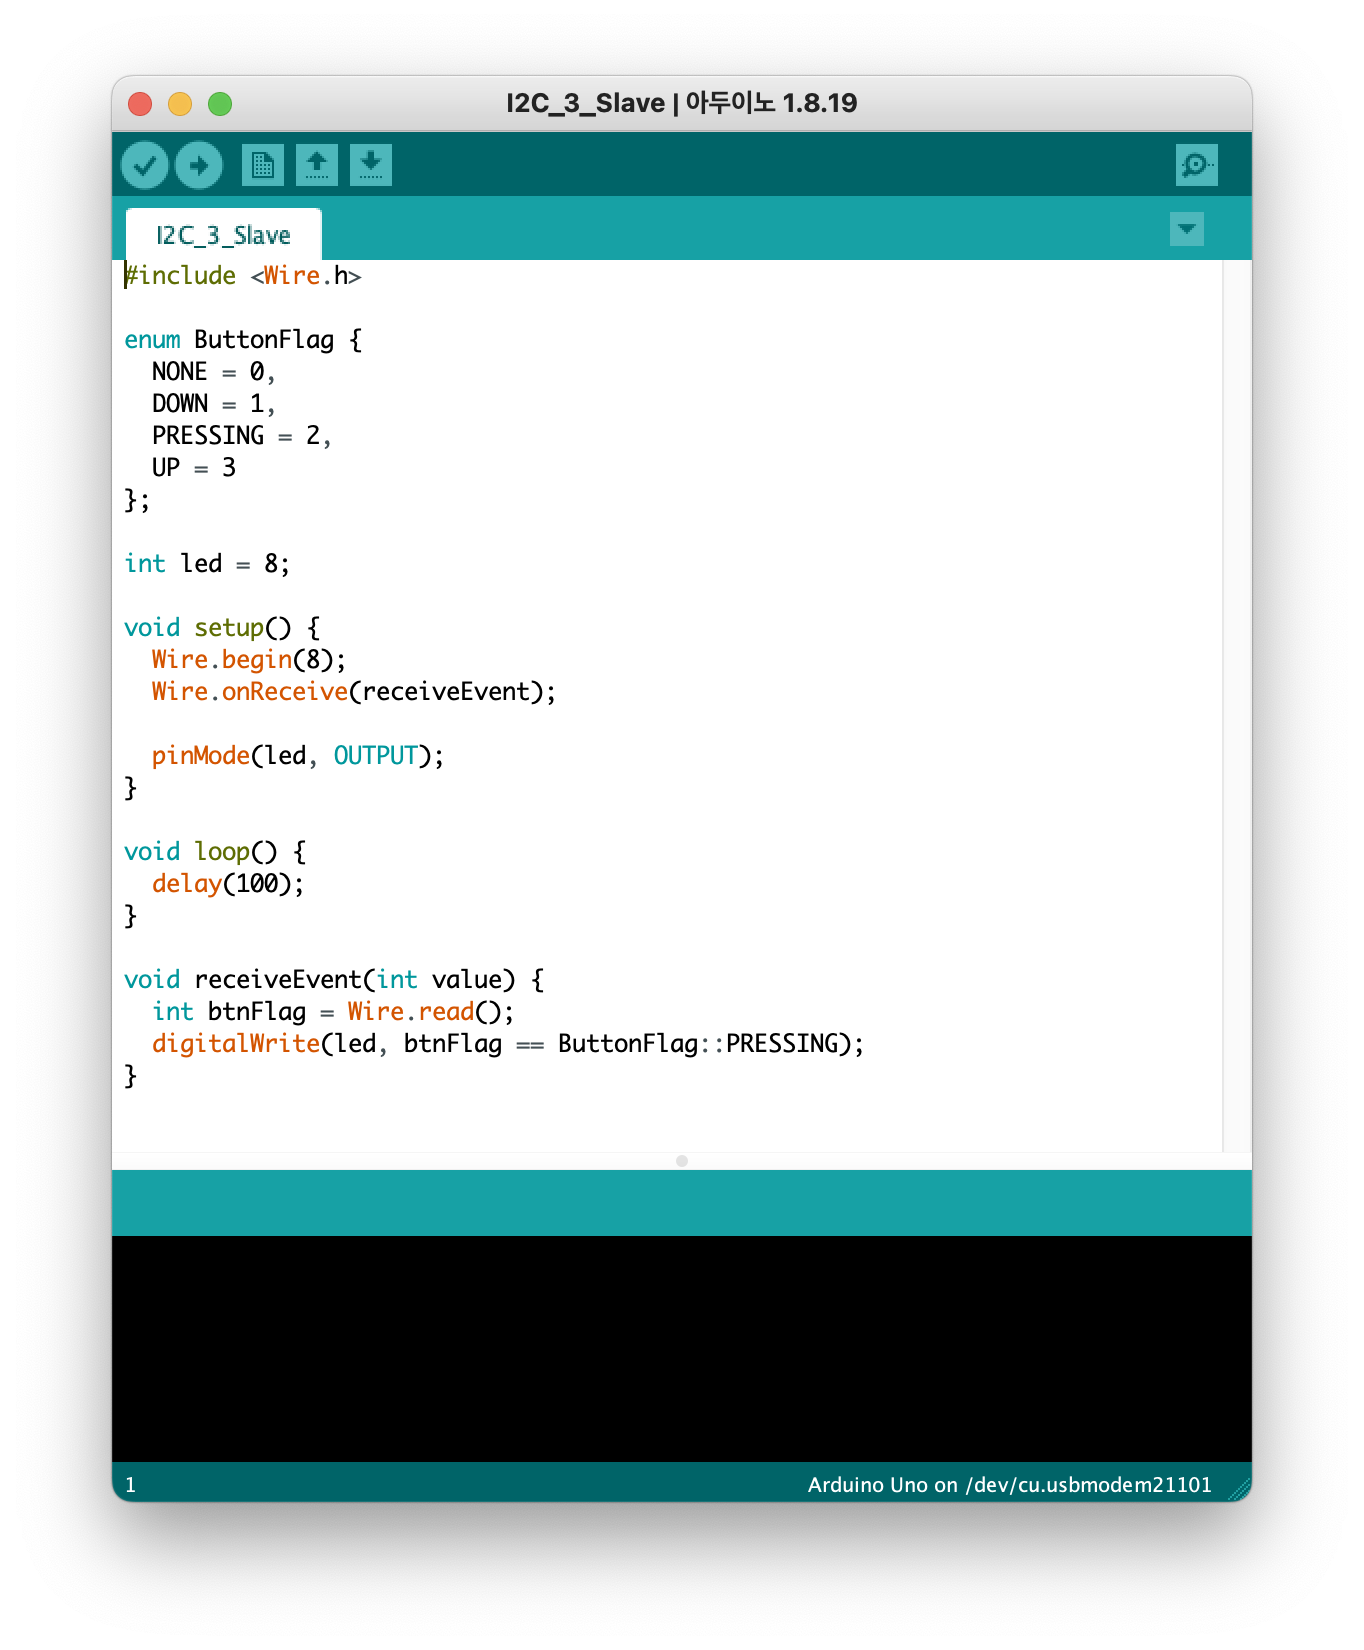 I2C_3_Slave | 아두이노 1.8.19
I2C_3_Slave
#include <Wire.h>
enum ButtonFlag {
  NONE = 0,
  DOWN = 1,
  PRESSING = 2,
  UP = 3
};
int led = 8;
void setup() {
  Wire.begin(8);
  Wire.onReceive(receiveEvent);
  pinMode(led, OUTPUT);
}
void loop() {
  delay(100);
}
void receiveEvent(int value) {
  int btnFlag = Wire.read();
  digitalWrite(led, btnFlag == ButtonFlag::PRESSING);
}
1
Arduino Uno on /dev/cu.usbmodem21101